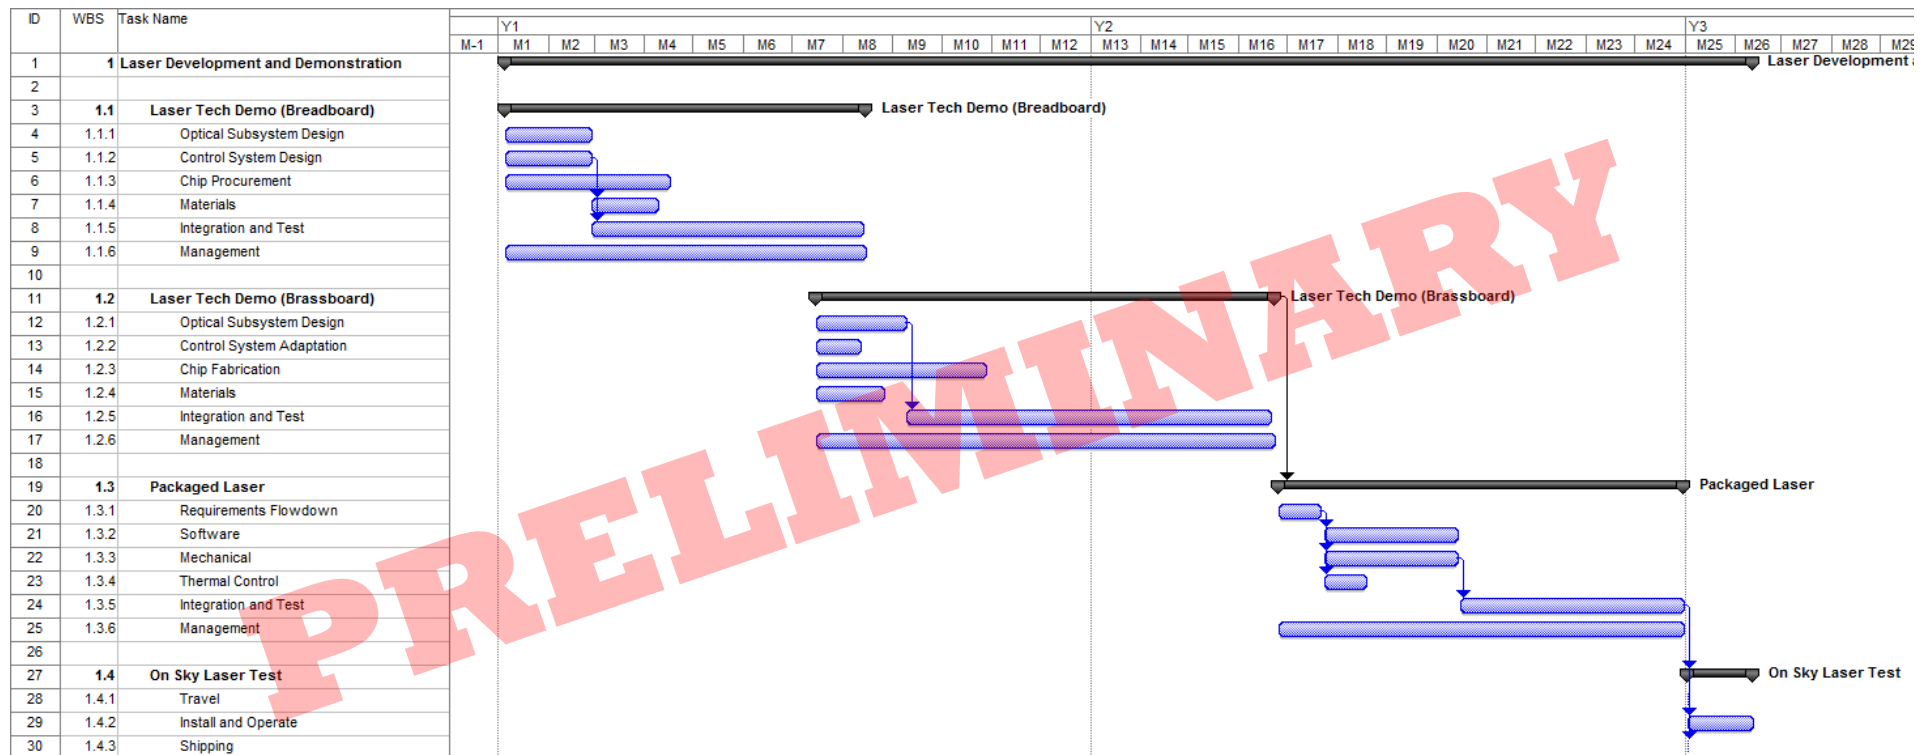 ID WBS Task Name
Y1 Y2 Y3
M-1 M1 M2 M3 M4 M5 M6 M7 M8 M9 M10 M11 M12 M13 M14 M15 M16 M17 M18 M19 M20 M21 M22 M23 M24 M25 M26 M27 M28 M29
1 1 Laser Development and Demonstration Laser Development a
2
3 1.1 Laser Tech Demo (Breadboard) Laser Tech Demo (Breadboard)
4 1.1.1 Optical Subsystem Design
5 1.1.2 Control System Design
6 1.1.3 Chip Procurement
7 1.1.4 Materials
8 1.1.5 Integration and Test
9 1.1.6 Management
10
11 1.2 Laser Tech Demo (Brassboard) Laser Tech Demo (Brassboard)
12 1.2.1 Optical Subsystem Design
13 1.2.2 Control System Adaptation
14 1.2.3 Chip Fabrication
15 1.2.4 Materials
16 1.2.5 Integration and Test
17 1.2.6 Management
18
19 1.3 Packaged Laser Packaged Laser
20 1.3.1 Requirements Flowdown
21 1.3.2 Software
22 1.3.3 Mechanical
23 1.3.4 Thermal Control
24 1.3.5 Integration and Test
25 1.3.6 Management
26
27 1.4 On Sky Laser Test On Sky Laser Test
28 1.4.1 Travel
29 1.4.2 Install and Operate
30 1.4.3 Shipping
PRELIMINARY